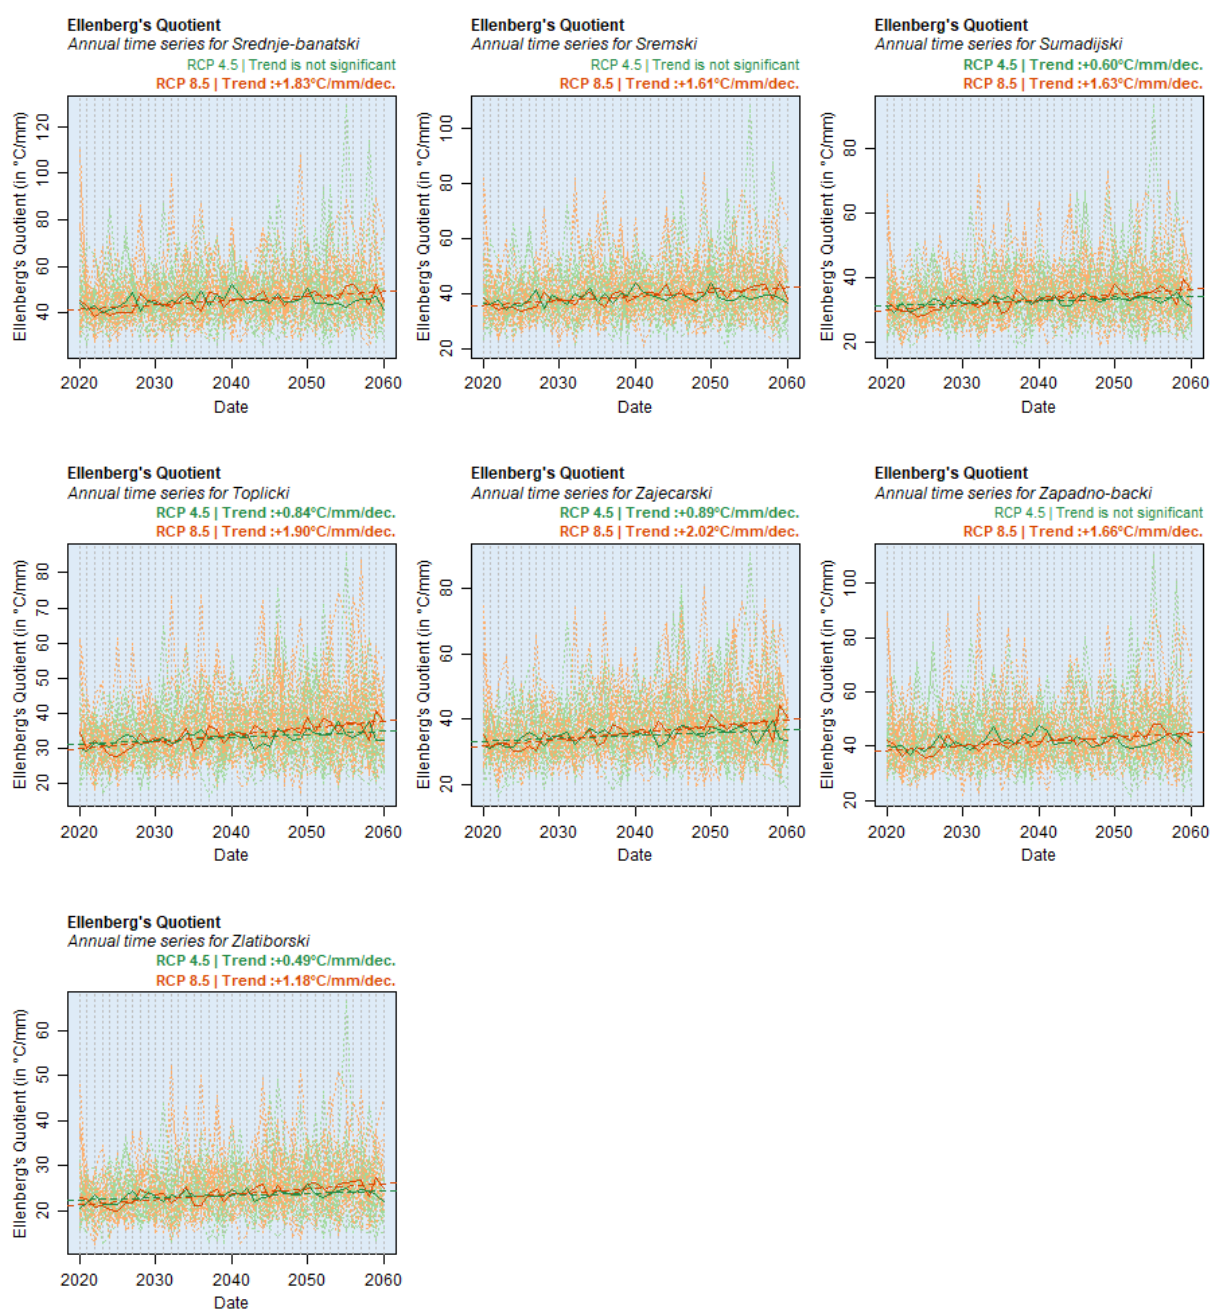 Ellenberg's Quotient
Annual time series for Srednje-banatski
RCP 4.5 | Trend is not significant
RCP 8.5 | Trend :+1.83°C/mm/dec.
Ellenberg's Quotient (in °C/mm)
120
100
80
60
40
2020 2030 2040 2050 2060
Date
Ellenberg's Quotient
Annual time series for Sremski
RCP 4.5 | Trend is not significant
RCP 8.5 | Trend :+1.61°C/mm/dec.
Ellenberg's Quotient (in °C/mm)
100
80
60
40
20
2020 2030 2040 2050 2060
Date
Ellenberg's Quotient
Annual time series for Sumadijski
RCP 4.5 | Trend :+0.60°C/mm/dec.
RCP 8.5 | Trend :+1.63°C/mm/dec.
Ellenberg's Quotient (in °C/mm)
80
60
40
20
2020 2030 2040 2050 2060
Date
Ellenberg's Quotient
Annual time series for Toplicki
RCP 4.5 | Trend :+0.84°C/mm/dec.
RCP 8.5 | Trend :+1.90°C/mm/dec.
Ellenberg's Quotient (in °C/mm)
80
70
60
50
40
30
20
2020 2030 2040 2050 2060
Date
Ellenberg's Quotient
Annual time series for Zajecarski
RCP 4.5 | Trend :+0.89°C/mm/dec.
RCP 8.5 | Trend :+2.02°C/mm/dec.
Ellenberg's Quotient (in °C/mm)
80
60
40
20
2020 2030 2040 2050 2060
Date
Ellenberg's Quotient
Annual time series for Zapadno-backi
RCP 4.5 | Trend is not significant
RCP 8.5 | Trend :+1.66°C/mm/dec.
Ellenberg's Quotient (in °C/mm)
100
80
60
40
20
2020 2030 2040 2050 2060
Date
Ellenberg's Quotient
Annual time series for Zlatiborski
RCP 4.5 | Trend :+0.49°C/mm/dec.
RCP 8.5 | Trend :+1.18°C/mm/dec.
Ellenberg's Quotient (in °C/mm)
60
50
40
30
20
2020 2030 2040 2050 2060
Date